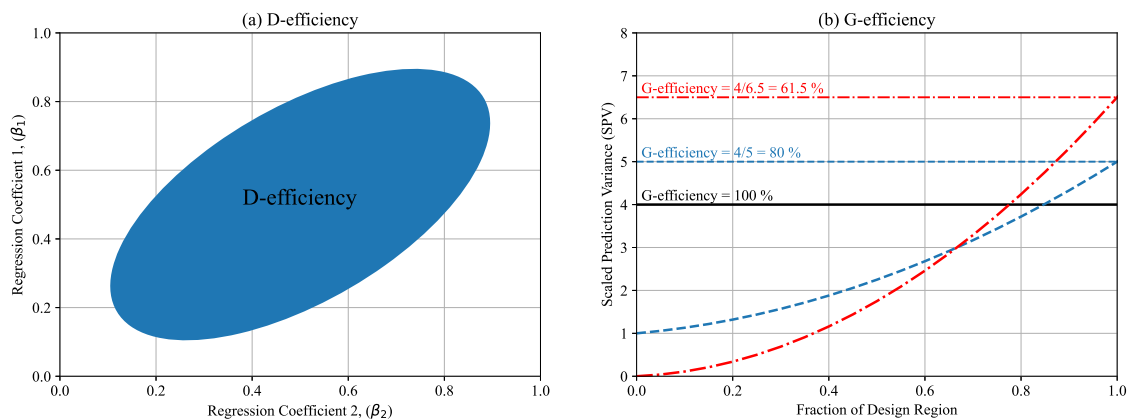 (a) D-efficiency
1.0
0.8
0.6
0.4
0.2
0.0
Regression Coefficient 1, (β1)
D-efficiency
0.0 0.2 0.4 0.6 0.8 1.0
Regression Coefficient 2, (β2)
(b) G-efficiency
8
7
6
5
4
3
2
1
0
Scaled Prediction Variance (SPV)
G-efficiency = 4/6.5 = 61.5 %
G-efficiency = 4/5 = 80 %
G-efficiency = 100 %
0.0 0.2 0.4 0.6 0.8 1.0
Fraction of Design Region